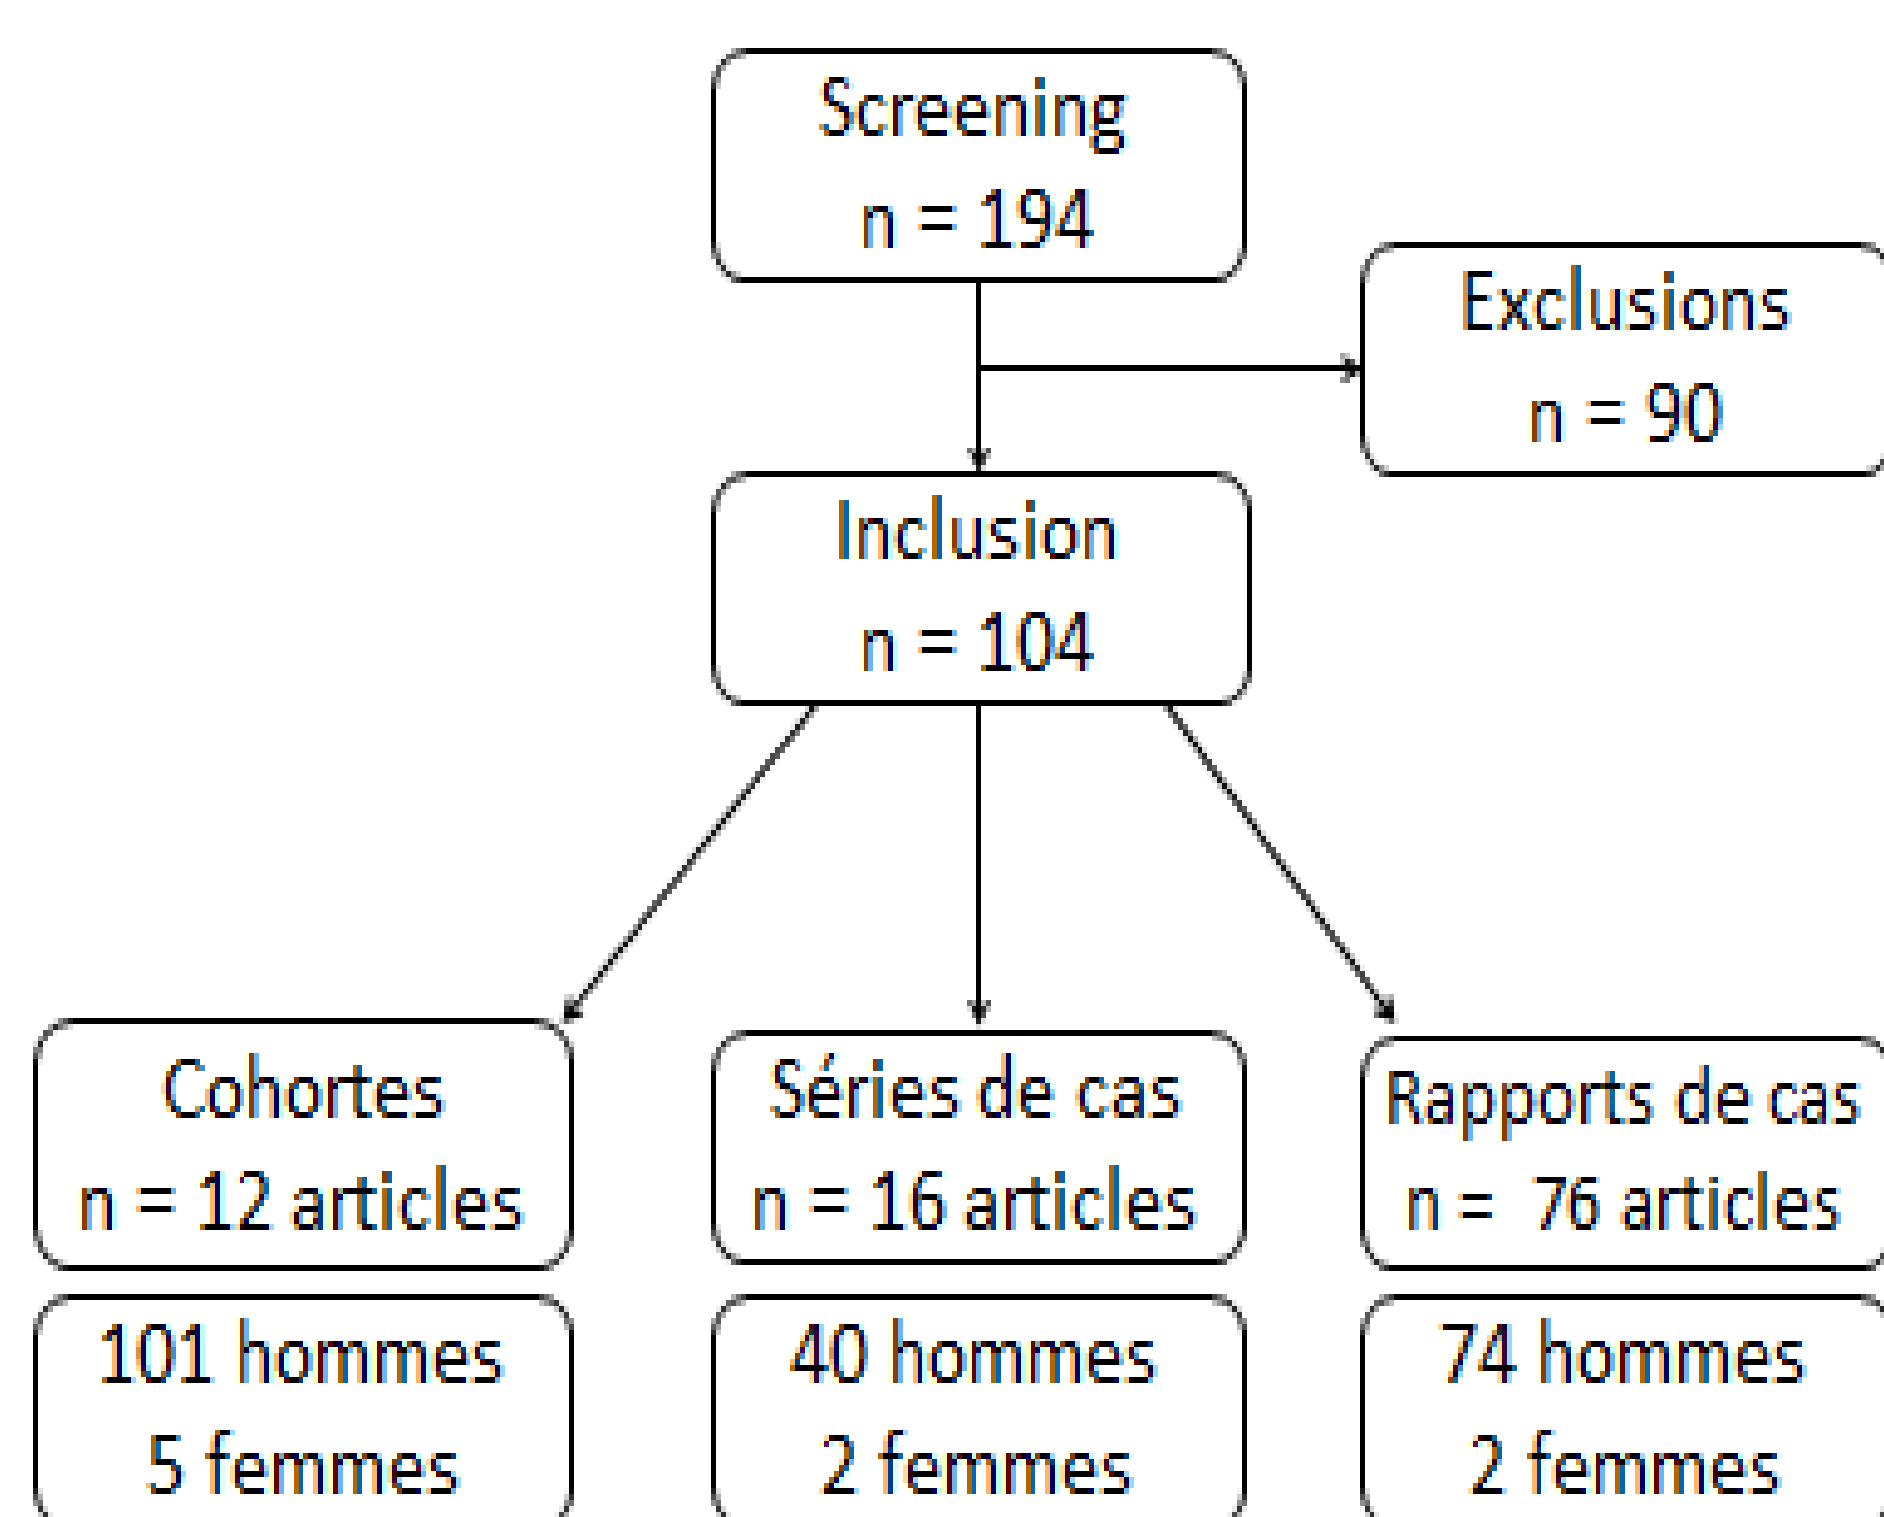 Screening
n = 194
Exclusions
n = 90
Inclusion
n = 104
Cohortes
n = 12 articles
Séries de cas
n = 16 articles
Rapports de cas
n =  76 articles
101 hommes
5 femmes
40 hommes
2 femmes
74 hommes
2 femmes